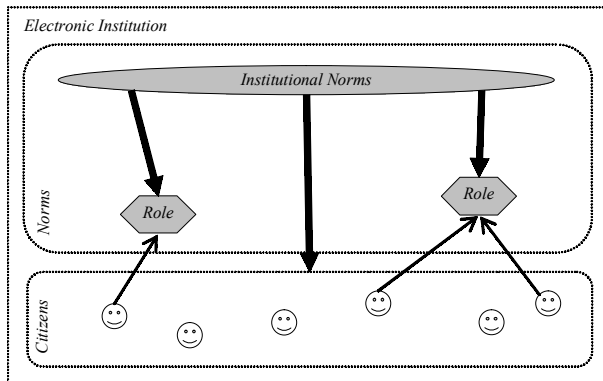 Electronic Institution
Institutional Norms
Role
Role
Norms
Citizens